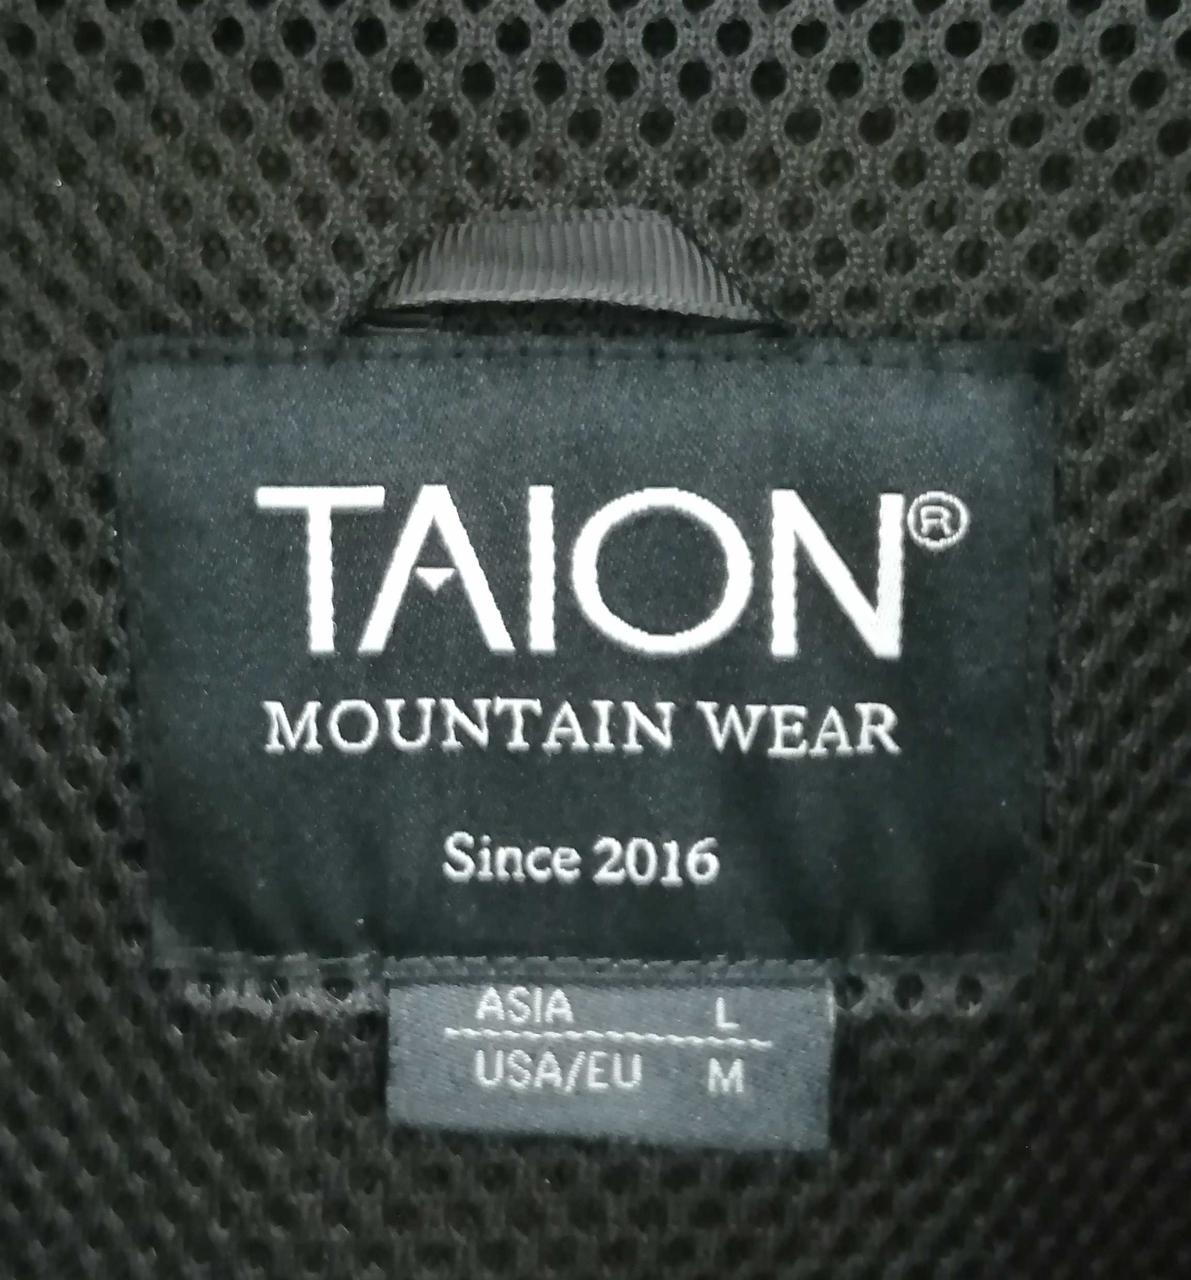 TAION®
MOUNTAIN WEAR
Since 2016
ASIA L
USA/EU M